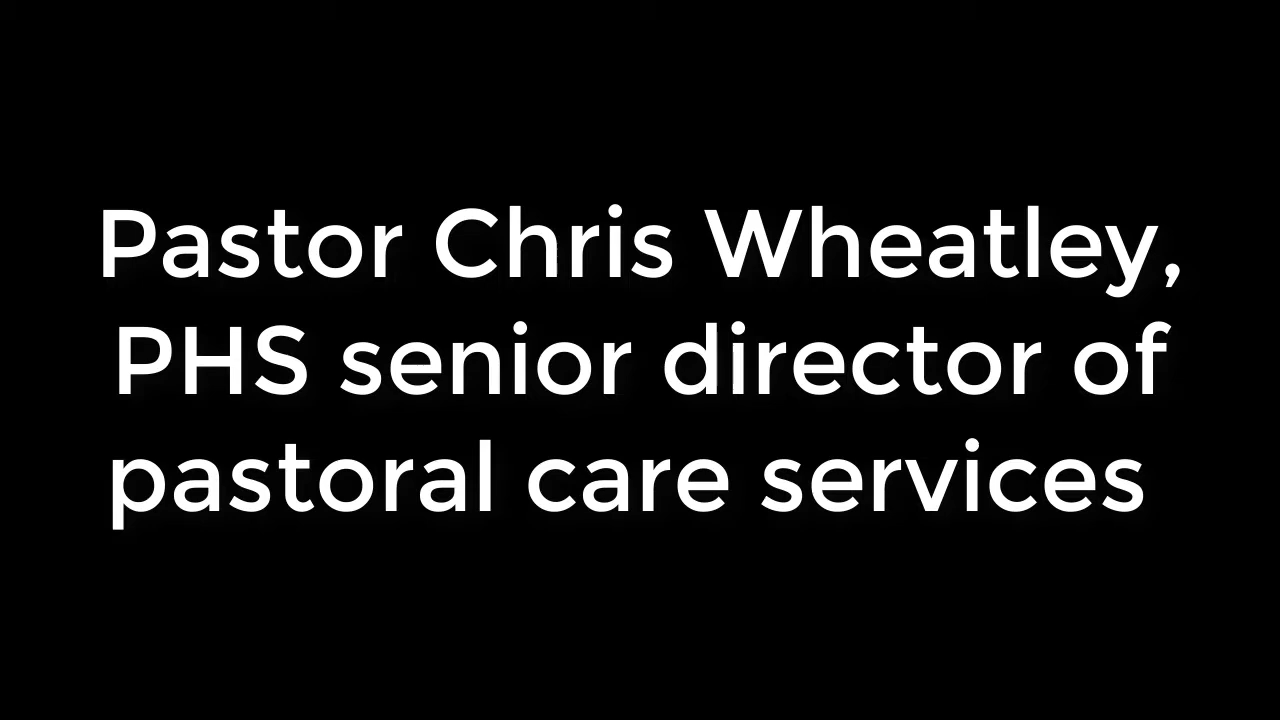 Pastor Chris Wheatley,
PHS senior director of
pastoral care services